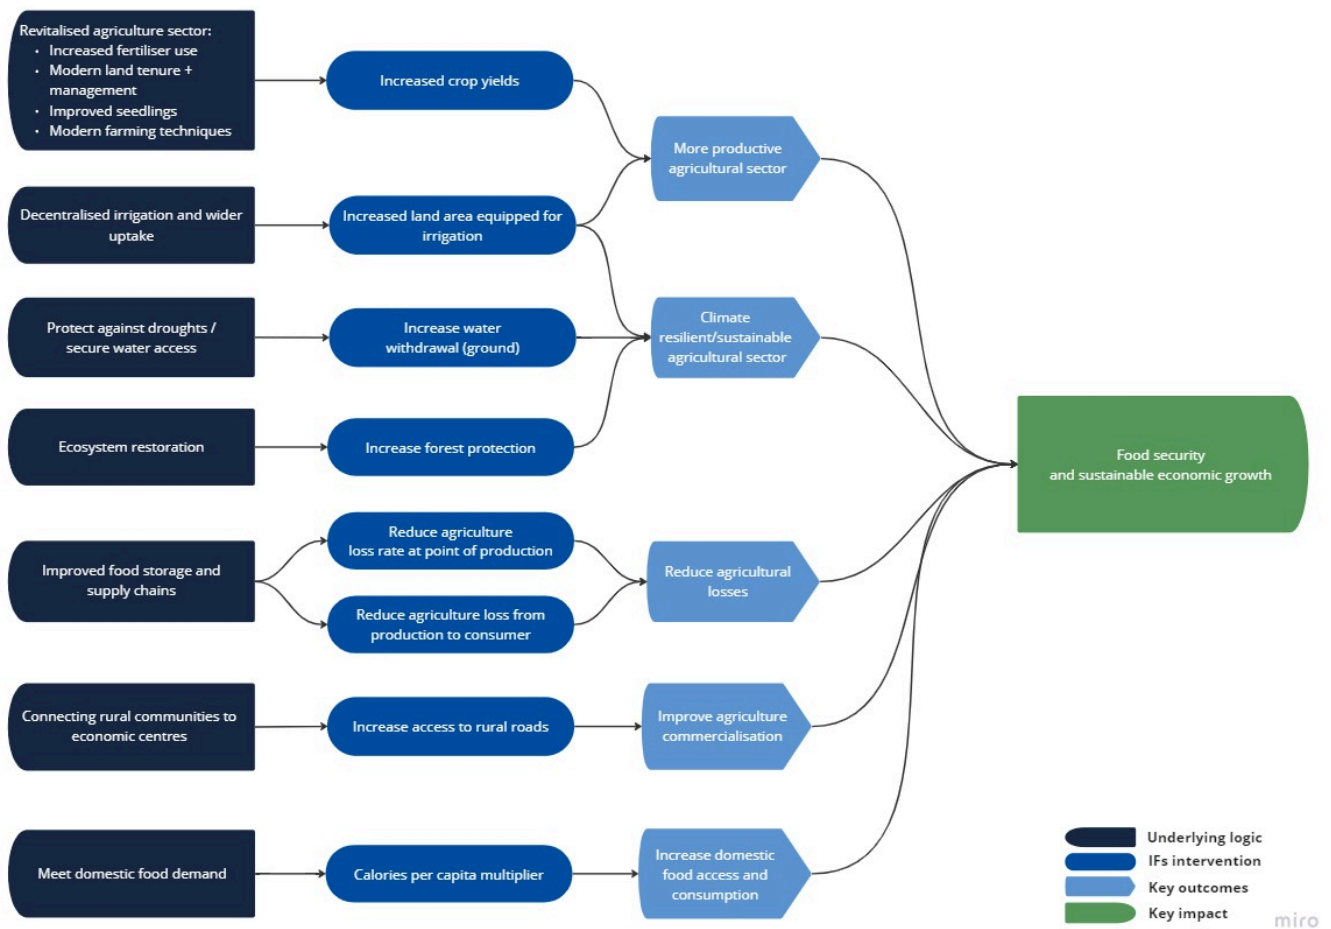 Revitalised agriculture sector:
• Increased fertiliser use
• Modern land tenure +
management
• Improved seedlings
• Modern farming techniques
Increased crop yields
More productive
agricultural sector
Decentralised irrigation and wider
uptake
Increased land area equipped for
irrigation
Protect against droughts /
secure water access
Increase water
withdrawal (ground)
Climate
resilient/sustainable
agricultural sector
Ecosystem restoration
Increase forest protection
Food security
and sustainable economic growth
Improved food storage and
supply chains
Reduce agriculture
loss rate at point of production
Reduce agriculture loss from
production to consumer
Reduce agricultural
losses
Connecting rural communities to
economic centres
Increase access to rural roads
Improve agriculture
commercialisation
Meet domestic food demand
Calories per capita multiplier
Increase domestic
food access and
consumption
Underlying logic
IFs intervention
Key outcomes
Key impact
miro